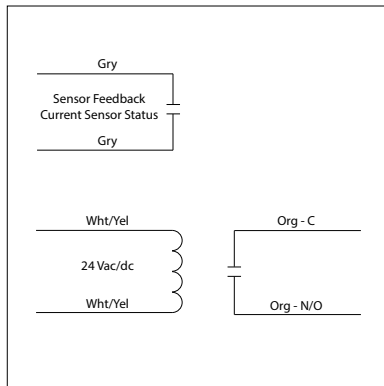 Gry
Sensor Feedback
Current Sensor Status
Gry
Wht/Yel
Org - C
24 Vac/dc
Wht/Yel
Org - N/O